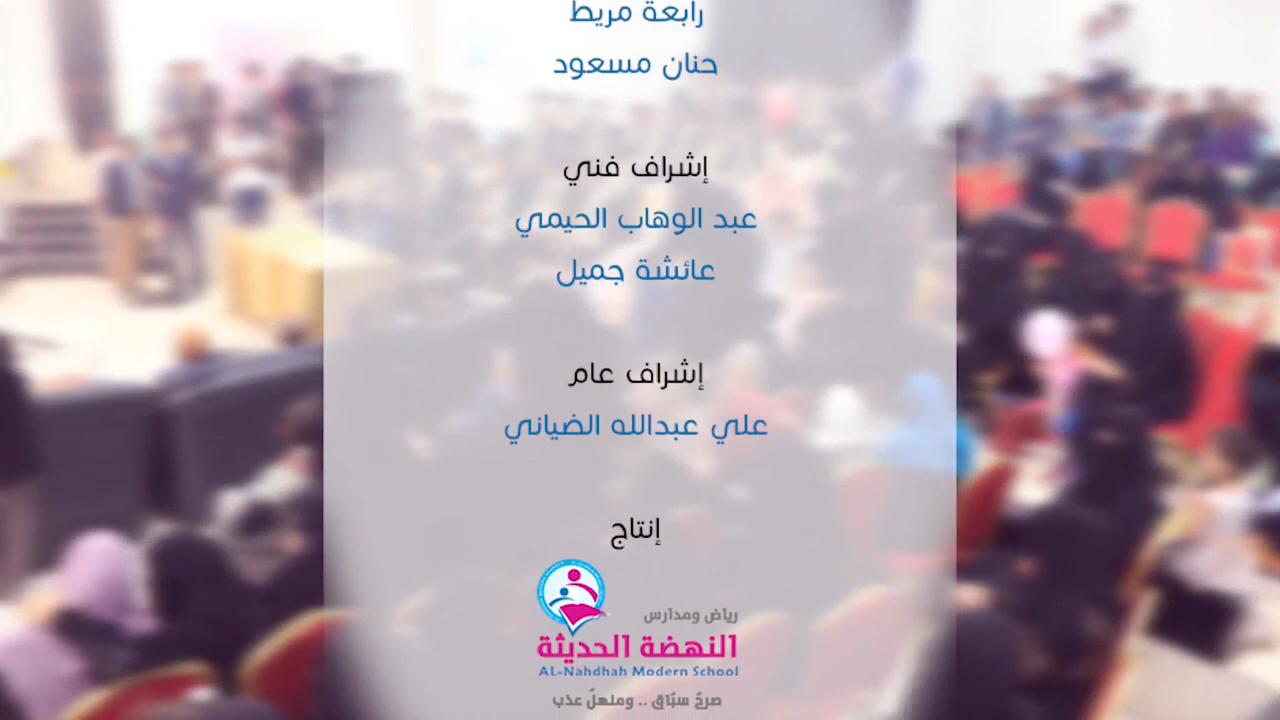 رابعة مريط
حنان مسعود
إشراف فني
عبد الوهاب الحيمي
عائشة جميل
إشراف عام
علي عبدالله الضياني
إنتاج
رياض ومدارس
النهضة الحديثة
AL-Nahdhah Modern School
صرحٌ سبّاق .. ومنهلٌ عذب